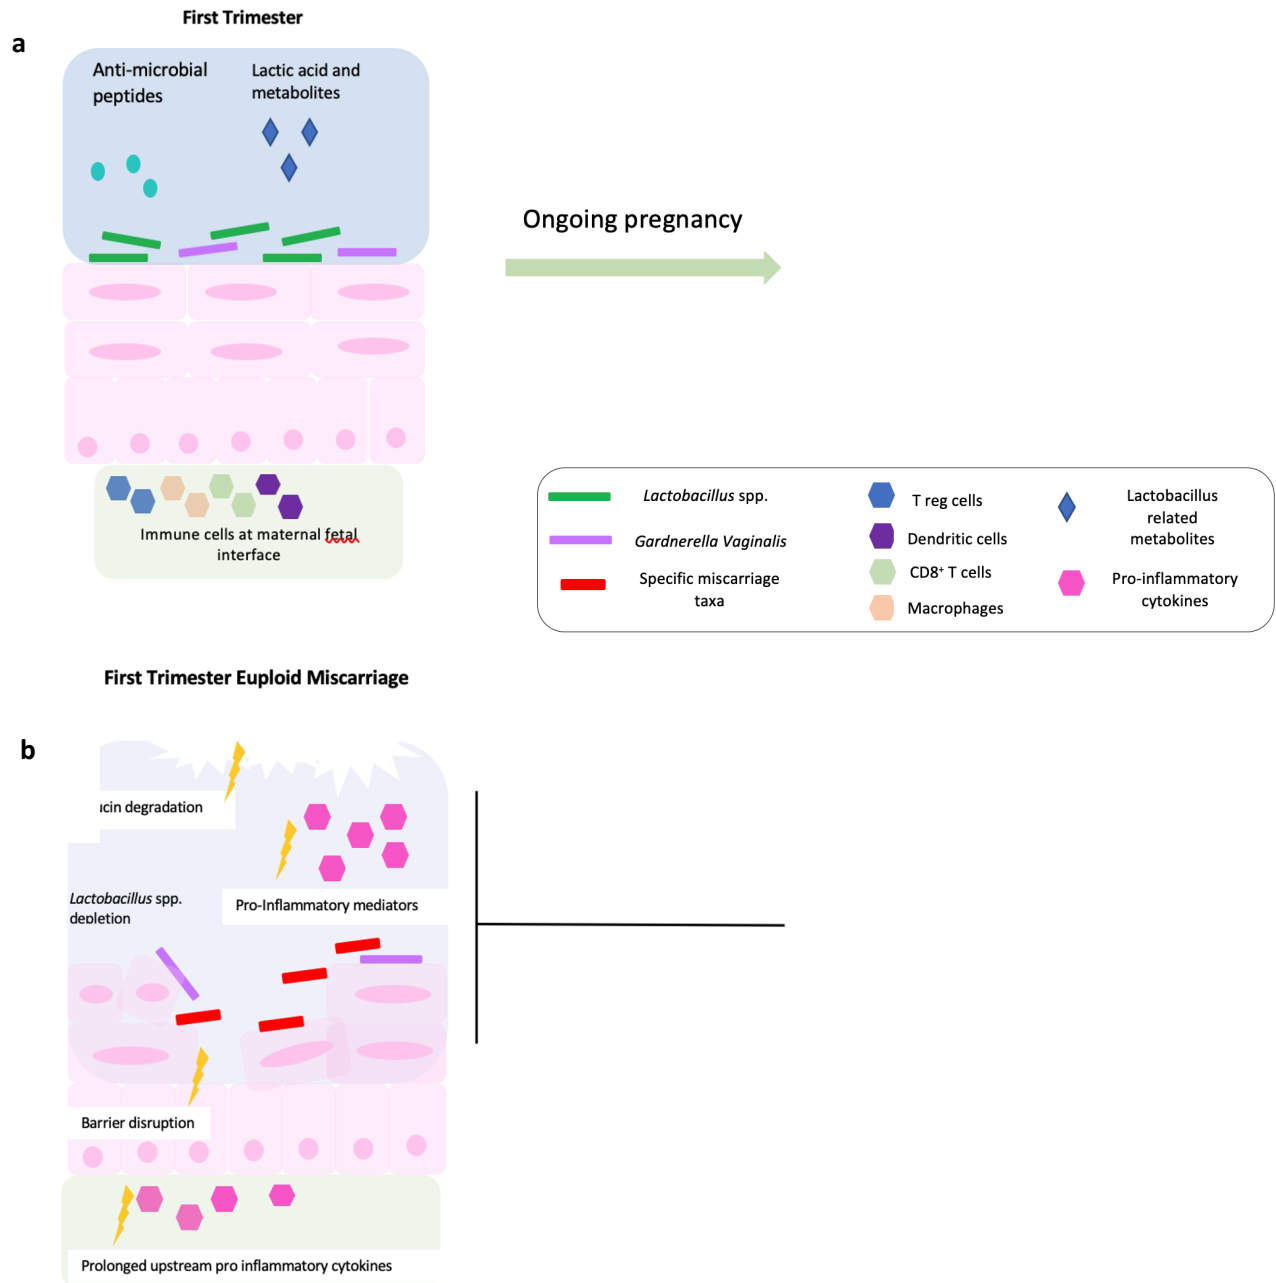 First Trimester
a
Anti-microbial
peptides
Lactic acid and
metabolites
Ongoing pregnancy
Immune cells at maternal fetal
interface
Lactobacillus spp.
Gardnerella Vaginalis
Specific miscarriage
taxa
T reg cells
Dendritic cells
CD8⁺ T cells
Macrophages
Lactobacillus
related
metabolites
Pro-inflammatory
cytokines
First Trimester Euploid Miscarriage
b
ucin degradation
Lactobacillus spp.
depletion
Pro-Inflammatory mediators
Barrier disruption
Prolonged upstream pro inflammatory cytokines